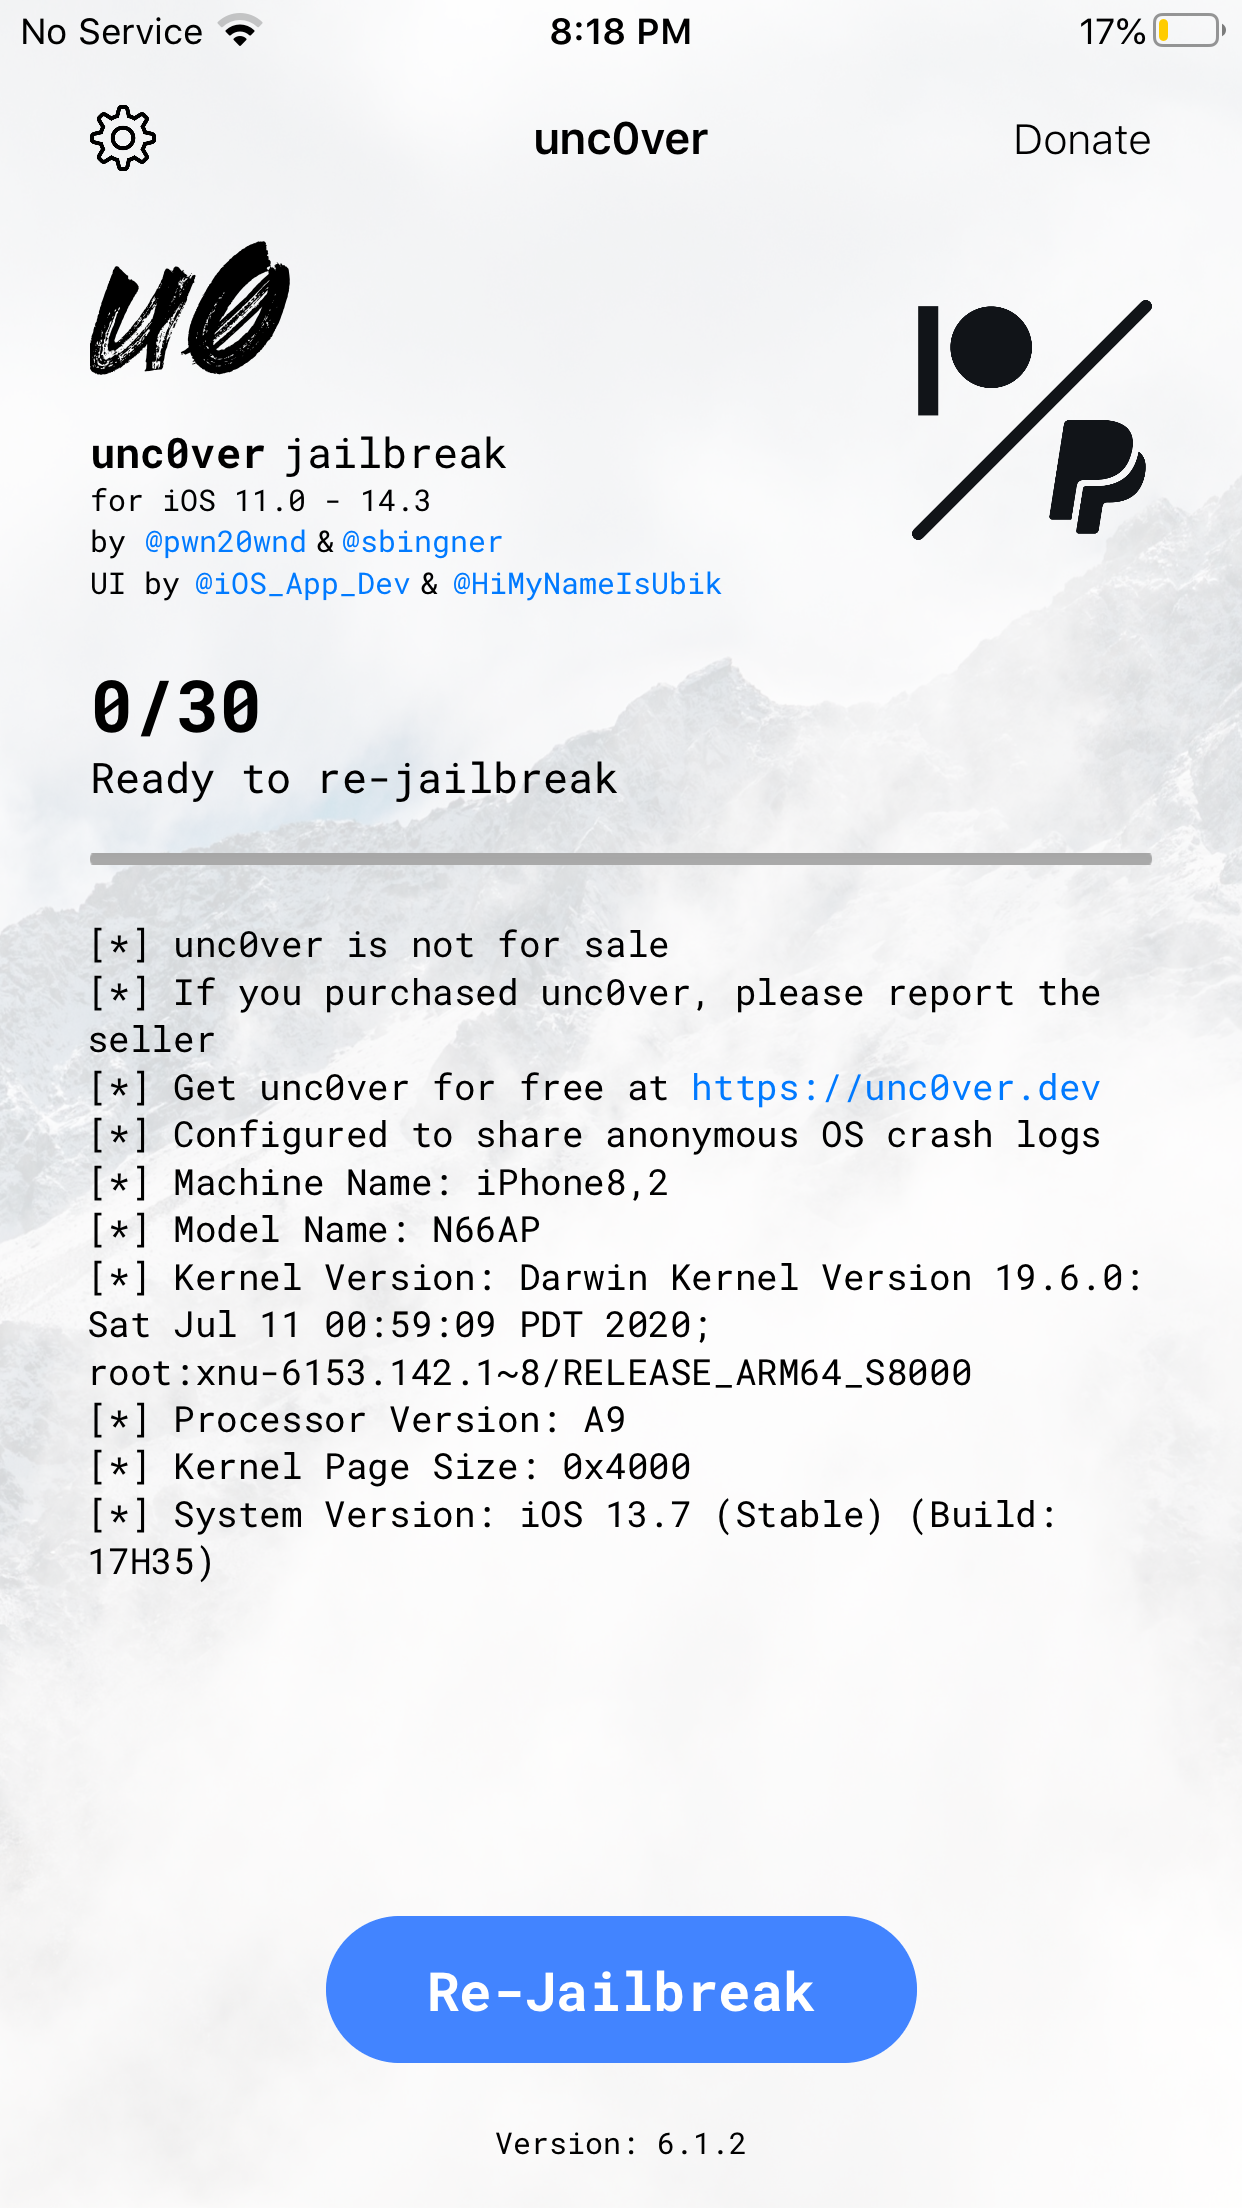 No Service 8:18 PM 17%
unc0ver Donate
u0
unc0ver jailbreak
for iOS 11.0 - 14.3
by @pwn20wnd & @sbingner
UI by @iOS_App_Dev & @HiMyNameIsUbik
0/30
Ready to re-jailbreak
[*] unc0ver is not for sale
[*] If you purchased unc0ver, please report the
seller
[*] Get unc0ver for free at https://unc0ver.dev
[*] Configured to share anonymous OS crash logs
[*] Machine Name: iPhone8,2
[*] Model Name: N66AP
[*] Kernel Version: Darwin Kernel Version 19.6.0:
Sat Jul 11 00:59:09 PDT 2020;
root:xnu-6153.142.1~8/RELEASE_ARM64_S8000
[*] Processor Version: A9
[*] Kernel Page Size: 0x4000
[*] System Version: iOS 13.7 (Stable) (Build:
17H35)
Re-Jailbreak
Version: 6.1.2